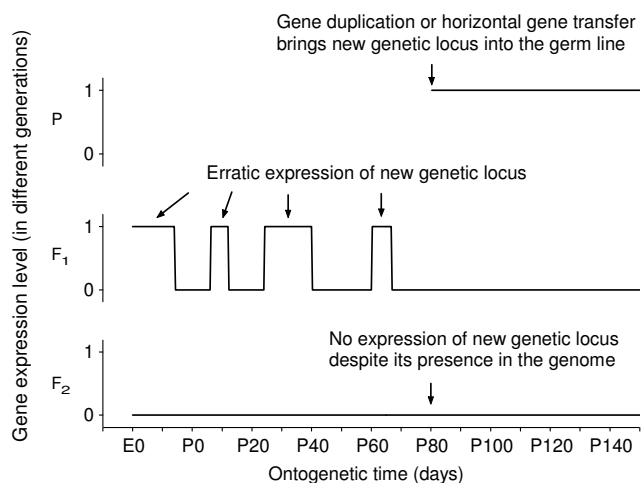 Gene duplication or horizontal gene transfer
brings new genetic locus into the germ line
1
P
0
Erratic expression of new genetic locus
1
F1
0
No expression of new genetic locus
despite its presence in the genome
1
F2
0
E0 P0 P20 P40 P60 P80 P100 P120 P140
Ontogenetic time (days)
Gene expression level (in different generations)